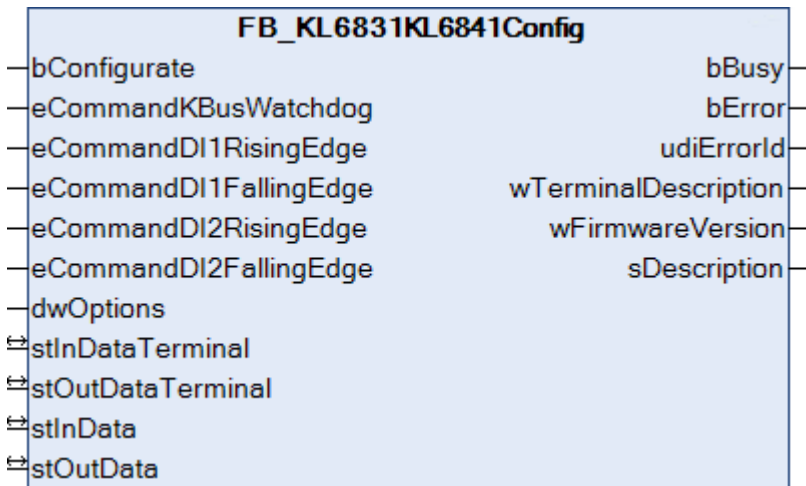 FB_KL6831KL6841Config
bConfigurate bBusy
eCommandKBusWatchdog bError
eCommandDI1RisingEdge udiErrorId
eCommandDI1FallingEdge wTerminalDescription
eCommandDI2RisingEdge wFirmwareVersion
eCommandDI2FallingEdge sDescription
dwOptions
stInDataTerminal
stOutDataTerminal
stInData
stOutData